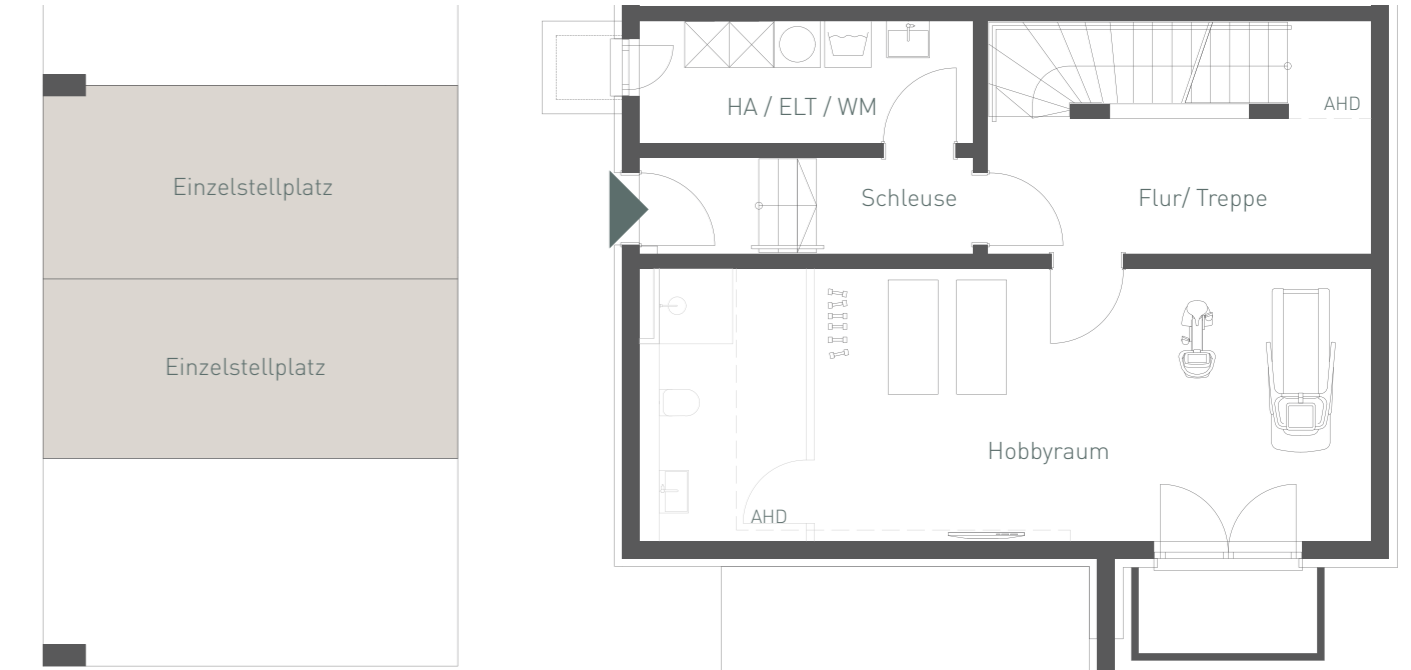 Einzelstellplatz
Einzelstellplatz
HA / ELT / WM
AHD
Schleuse
Flur/ Treppe
Hobbyraum
AHD